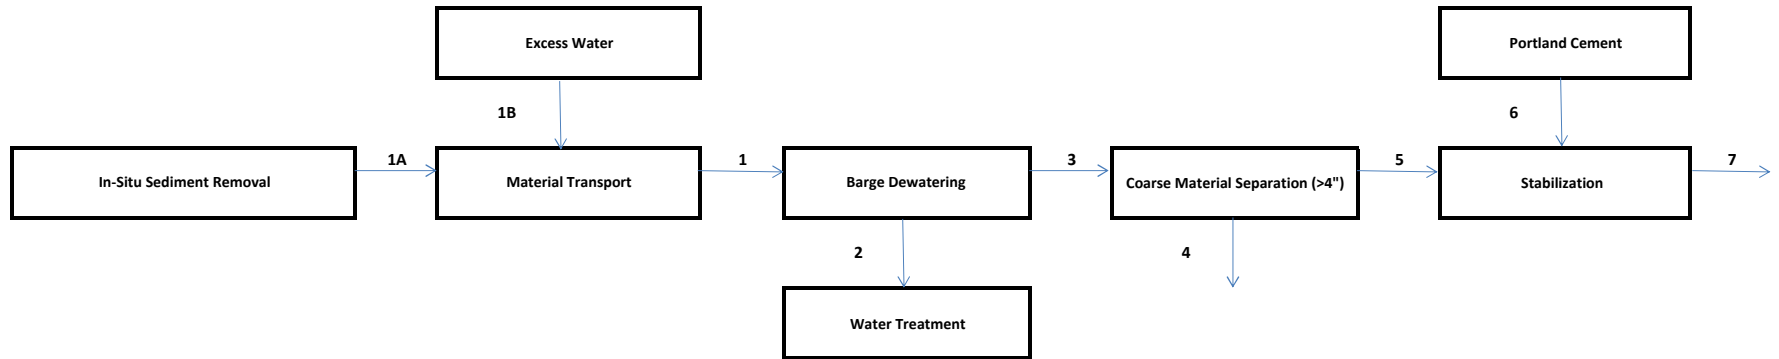 Excess Water
Portland Cement
1B
6
1A
1
3
5
7
In-Situ Sediment Removal
Material Transport
Barge Dewatering
Coarse Material Separation (>4")
Stabilization
2
4
Water Treatment